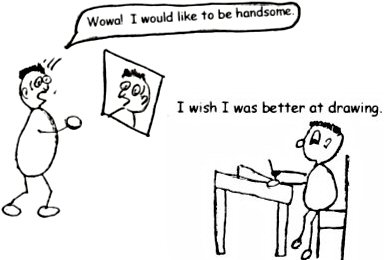 Wowa! I would like to be handsome.
I wish I was better at drawing.